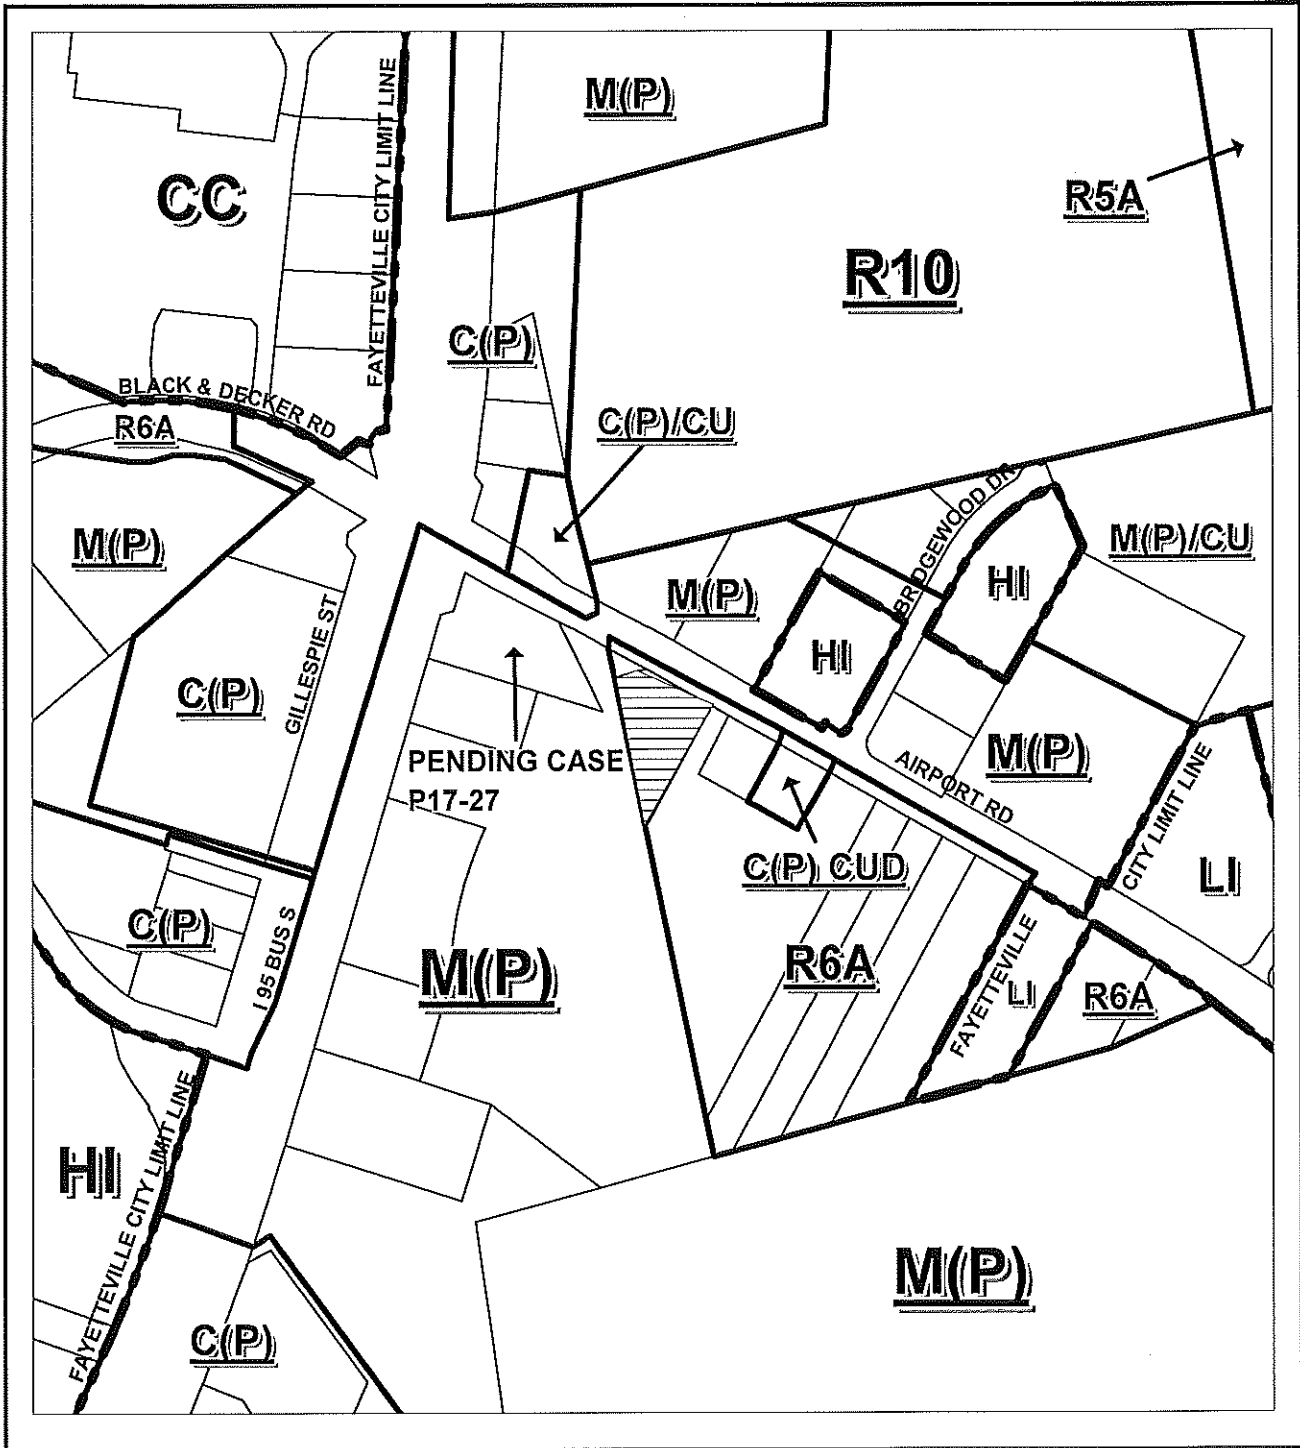 M(P)
FAYETTEVILLE CITY LIMIT LINE
CC
R5A
R10
C(P)
BLACK & DECKER RD
R6A
C(P)/CU
BRIDGEWOOD DR
M(P)
M(P)/CU
HI
M(P)
HI
GILLESPIE ST
C(P)
PENDING CASE
P17-27
M(P)
AIRPORT RD
CITY LIMIT LINE
C(P) CUD
LI
C(P)
I 95 BUS S
M(P)
R6A
FAYETTEVILLE
LI
R6A
HI
FAYETTEVILLE CITY LIMIT LINE
M(P)
C(P)